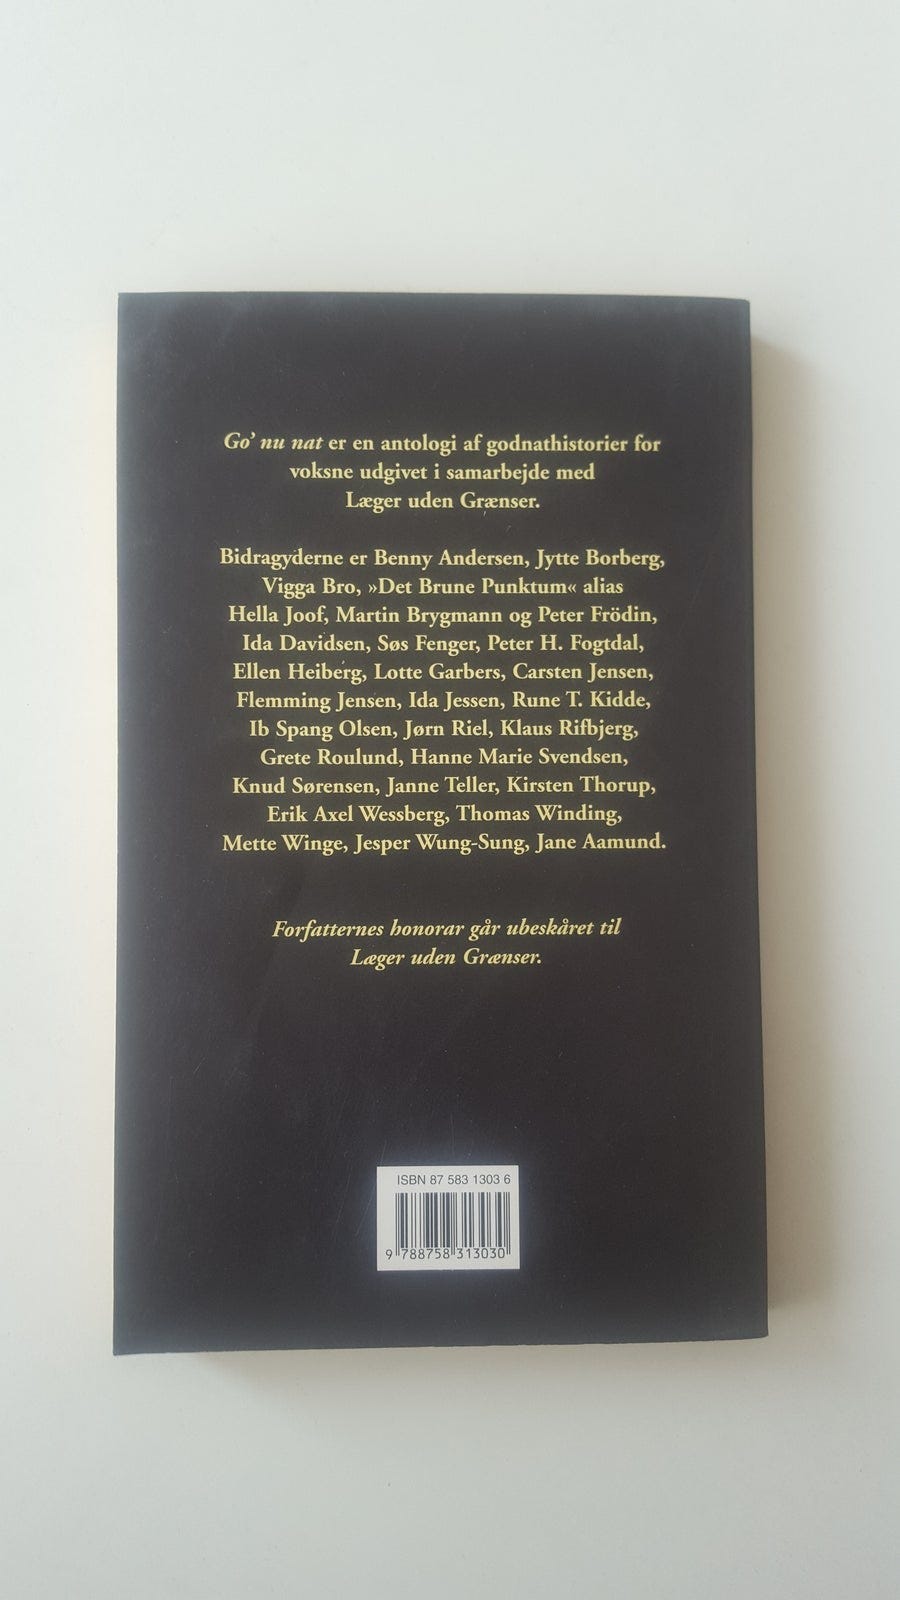 Go' nu nat er en antologi af godnathistorier for
voksne udgivet i samarbejde med
Læger uden Grænser.
Bidragyderne er Benny Andersen, Jytte Borberg,
Vigga Bro, »Det Brune Punktum« alias
Hella Joof, Martin Brygmann og Peter Frödin,
Ida Davidsen, Søs Fenger, Peter H. Fogtdal,
Ellen Heiberg, Lotte Garbers, Carsten Jensen,
Flemming Jensen, Ida Jessen, Rune T. Kidde,
Ib Spang Olsen, Jørn Riel, Klaus Rifbjerg,
Grete Roulund, Hanne Marie Svendsen,
Knud Sørensen, Janne Teller, Kirsten Thorup,
Erik Axel Wessberg, Thomas Winding,
Mette Winge, Jesper Wung-Sung, Jane Aamund.
Forfatternes honorar går ubeskåret til
Læger uden Grænser.
ISBN 87 583 1303 6
9 788758 313030